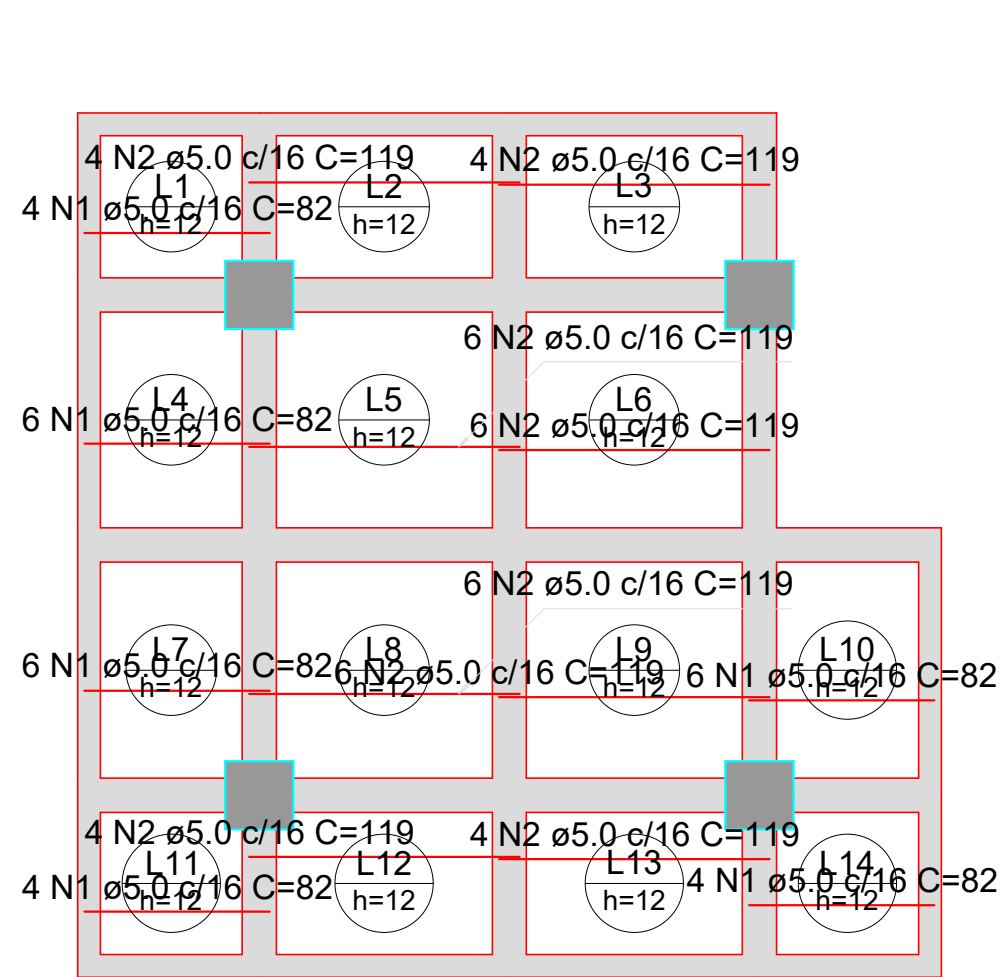 4 N2 ø5.0 c/16 C=119
4 N2 ø5.0 c/16 C=119
L1
h=12
L2
h=12
L3
h=12
4 N1 ø5.0 c/16 C=82
6 N2 ø5.0 c/16 C=119
L4
h=12
L5
h=12
L6
h=12
6 N1 ø5.0 c/16 C=82
6 N2 ø5.0 c/16 C=119
6 N2 ø5.0 c/16 C=119
L7
h=12
L8
h=12
L9
h=12
L10
h=12
6 N1 ø5.0 c/16 C=82
6 N2 ø5.0 c/16 C=119
6 N1 ø5.0 c/16 C=82
4 N2 ø5.0 c/16 C=119
4 N2 ø5.0 c/16 C=119
L11
h=12
L12
h=12
L13
h=12
L14
h=12
4 N1 ø5.0 c/16 C=82
4 N1 ø5.0 c/16 C=82